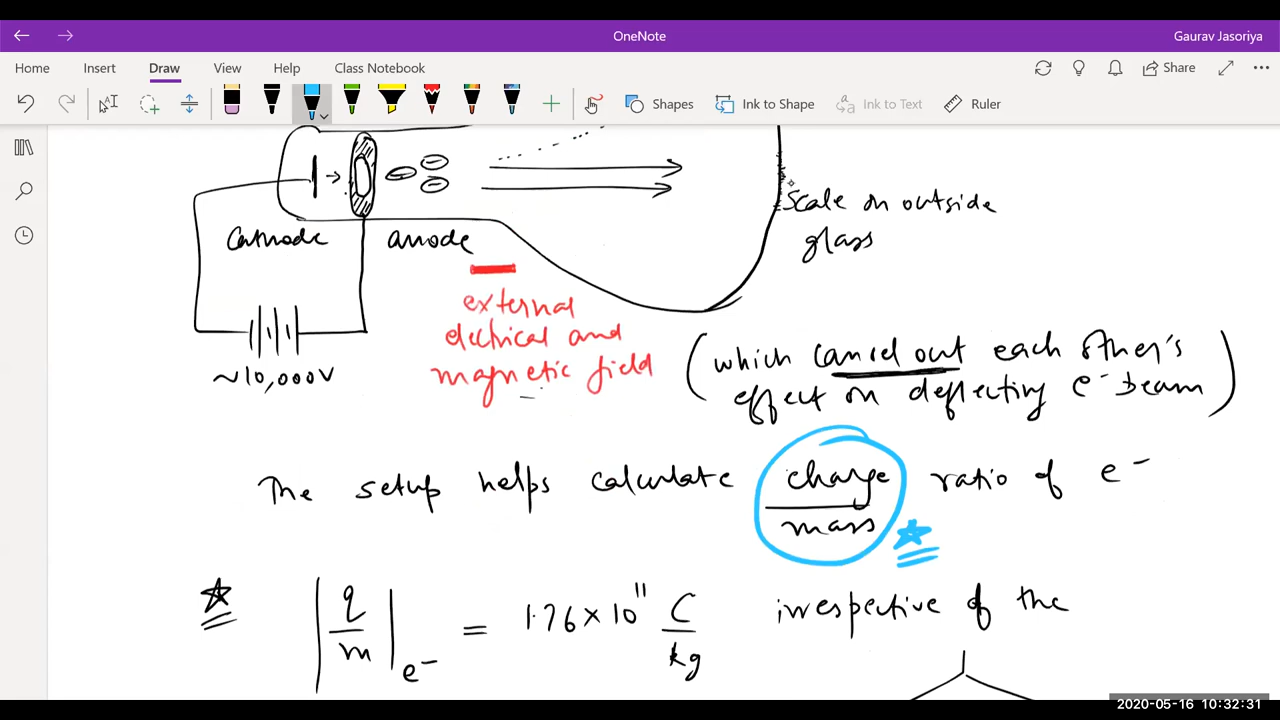 OneNote
Gaurav Jasoriya
Home Insert Draw View Help Class Notebook
Share
Shapes Ink to Shape Ink to Text Ruler
Scale on outside
glass
Cathode anode
~10,000V
external
electrical and
magnetic field
(which cancel out each other's
effect on deflecting e⁻ beam)
The setup helps calculate charge/mass ratio of e⁻
|q/m|e⁻ = 1.76 × 10¹¹ C/kg irrespective of the
2020-05-16 10:32:31